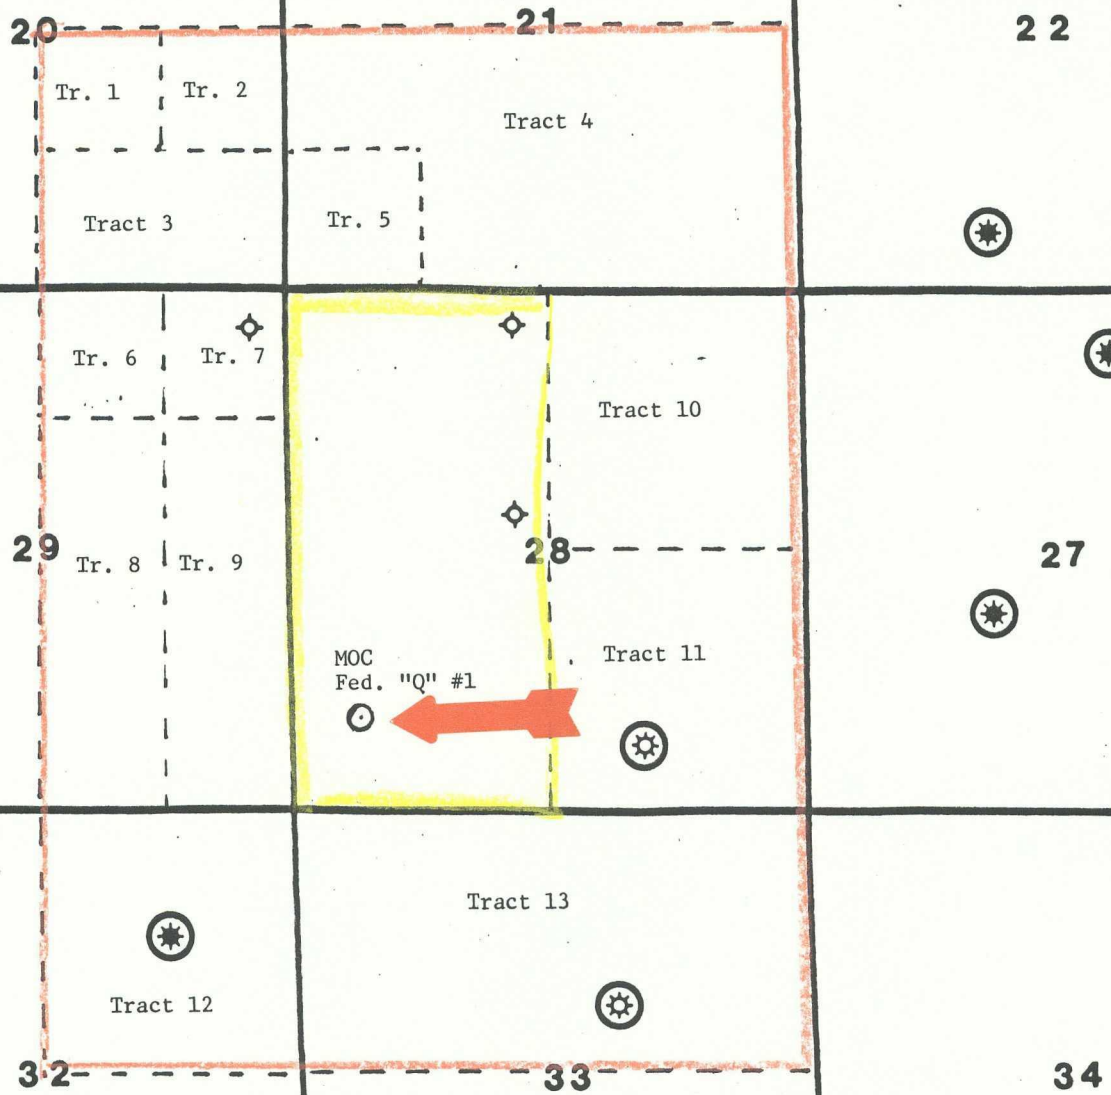 20
21
22
Tr. 1
Tr. 2
Tract 4
Tract 3
Tr. 5
Tr. 6
Tr. 7
Tract 10
29
Tr. 8
Tr. 9
28
27
MOC
Fed. "Q" #1
Tract 11
Tract 13
Tract 12
32
33
34